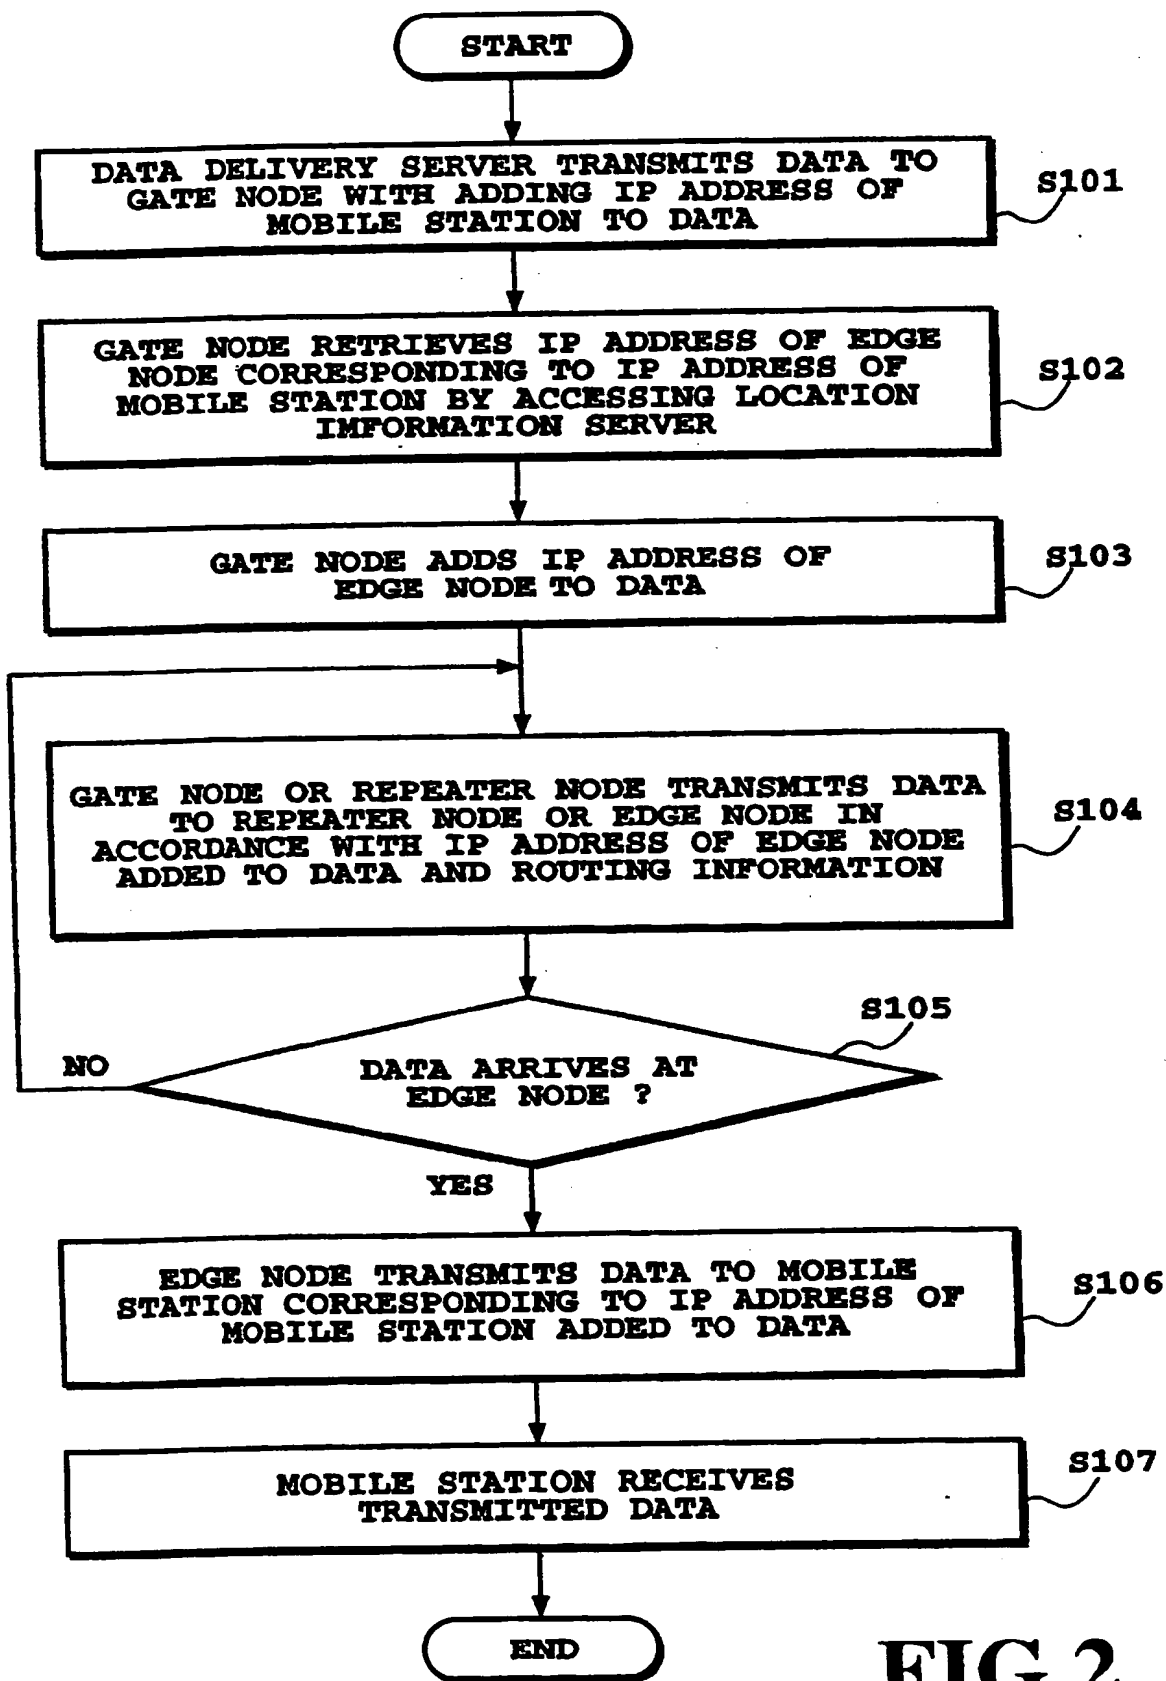 START
DATA DELIVERY SERVER TRANSMITS DATA TO
GATE NODE WITH ADDING IP ADDRESS OF
MOBILE STATION TO DATA
S101
GATE NODE RETRIEVES IP ADDRESS OF EDGE
NODE CORRESPONDING TO IP ADDRESS OF
MOBILE STATION BY ACCESSING LOCATION
IMFORMATION SERVER
S102
GATE NODE ADDS IP ADDRESS OF
EDGE NODE TO DATA
S103
GATE NODE OR REPEATER NODE TRANSMITS DATA
TO REPEATER NODE OR EDGE NODE IN
ACCORDANCE WITH IP ADDRESS OF EDGE NODE
ADDED TO DATA AND ROUTING INFORMATION
S104
S105
NO
DATA ARRIVES AT
EDGE NODE ?
YES
EDGE NODE TRANSMITS DATA TO MOBILE
STATION CORRESPONDING TO IP ADDRESS OF
MOBILE STATION ADDED TO DATA
S106
MOBILE STATION RECEIVES
TRANSMITTED DATA
S107
END
FIG.2